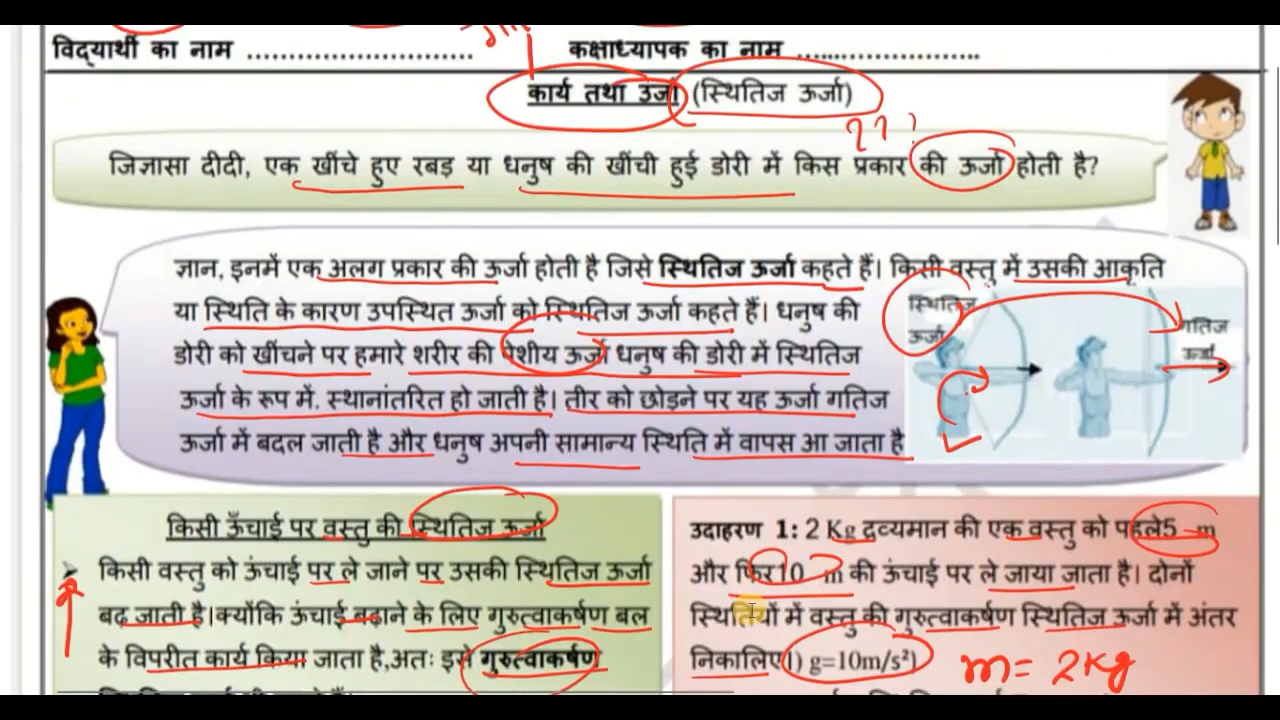 विद्यार्थी का नाम ............................ कक्षाध्यापक का नाम ........................
कार्य तथा उर्जा (स्थितिज ऊर्जा)
???
जिज्ञासा दीदी, एक खींचे हुए रबड़ या धनुष की खींची हुई डोरी में किस प्रकार की ऊर्जा होती है?
ज्ञान, इनमें एक अलग प्रकार की ऊर्जा होती है जिसे स्थितिज ऊर्जा कहते हैं। किसी वस्तु में उसकी आकृति
या स्थिति के कारण उपस्थित ऊर्जा को स्थितिज ऊर्जा कहते हैं। धनुष की
डोरी को खींचने पर हमारे शरीर की पेशीय ऊर्जा धनुष की डोरी में स्थितिज
ऊर्जा के रूप में. स्थानांतरित हो जाती है। तीर को छोड़ने पर यह ऊर्जा गतिज
ऊर्जा में बदल जाती है और धनुष अपनी सामान्य स्थिति में वापस आ जाता है
स्थितिज
ऊर्जा
गतिज
ऊर्जा
किसी ऊँचाई पर वस्तु की स्थितिज ऊर्जा
किसी वस्तु को ऊंचाई पर ले जाने पर उसकी स्थितिज ऊर्जा
बढ़ जाती है।क्योंकि ऊंचाई बढ़ाने के लिए गुरुत्वाकर्षण बल
के विपरीत कार्य किया जाता है,अतः इसे गुरुत्वाकर्षण
उदाहरण 1: 2 Kg द्रव्यमान की एक वस्तु को पहले5 m
और फिर10 m की ऊंचाई पर ले जाया जाता है। दोनों
स्थितियों में वस्तु की गुरुत्वाकर्षण स्थितिज ऊर्जा में अंतर
निकालिए।) g=10m/s²)
m = 2Kg